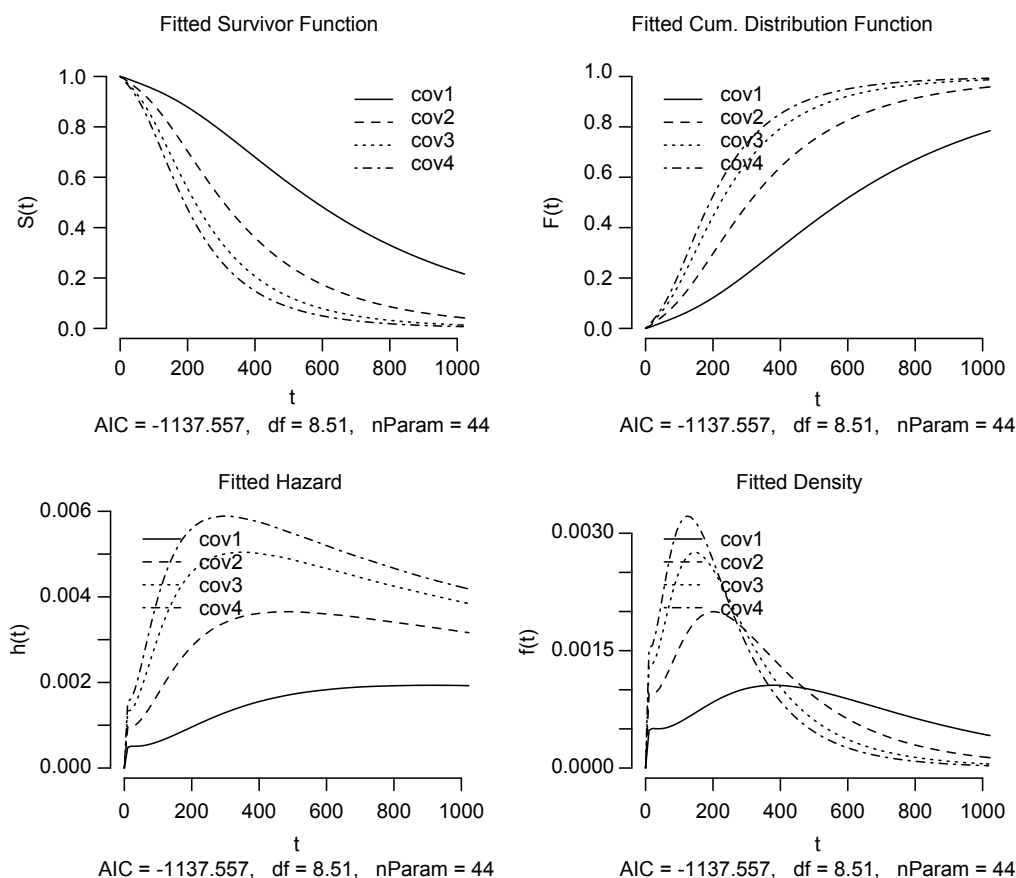 Fitted Survivor Function
1.0
0.8
0.6
0.4
0.2
0.0
S(t)
cov1
cov2
cov3
cov4
0 200 400 600 800 1000
t
AIC = -1137.557, df = 8.51, nParam = 44
Fitted Cum. Distribution Function
1.0
0.8
0.6
0.4
0.2
0.0
F(t)
cov1
cov2
cov3
cov4
0 200 400 600 800 1000
t
AIC = -1137.557, df = 8.51, nParam = 44
Fitted Hazard
0.006
0.004
0.002
0.000
h(t)
cov1
cov2
cov3
cov4
0 200 400 600 800 1000
t
AIC = -1137.557, df = 8.51, nParam = 44
Fitted Density
0.0030
0.0015
0.0000
f(t)
cov1
cov2
cov3
cov4
0 200 400 600 800 1000
t
AIC = -1137.557, df = 8.51, nParam = 44